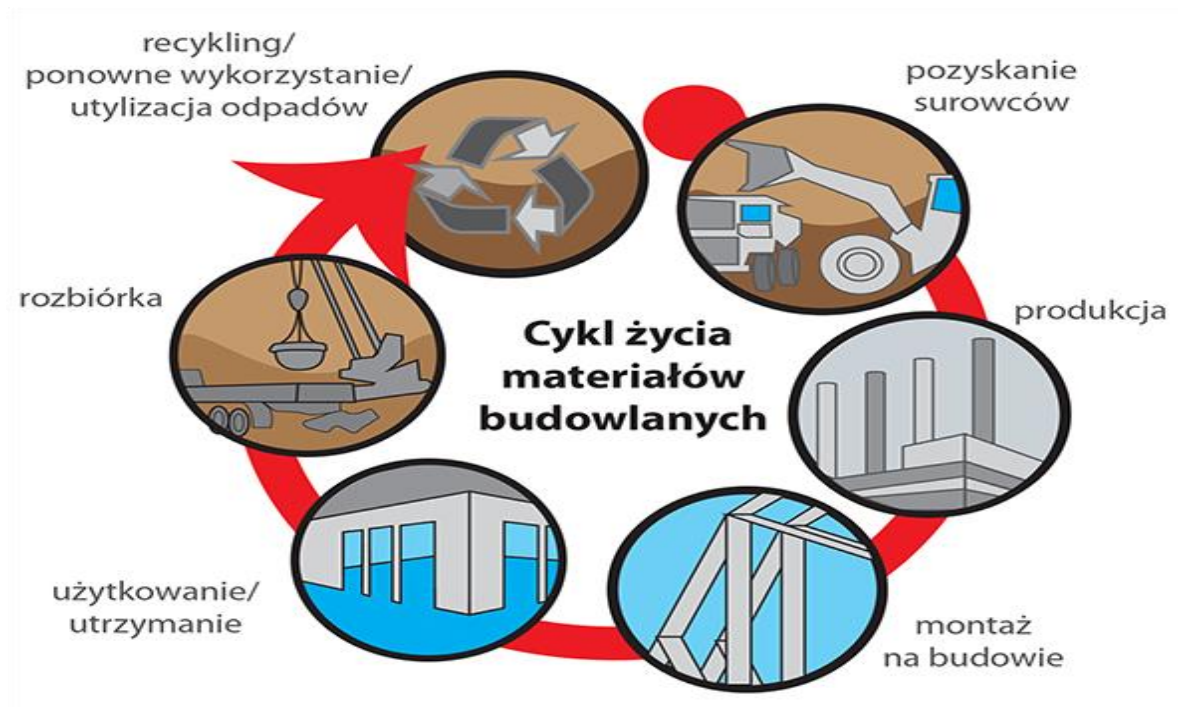 recykling/
ponowne wykorzystanie/
utylizacja odpadów
pozyskanie
surowców
produkcja
montaż
na budowie
użytkowanie/
utrzymanie
rozbiórka
Cykl życia
materiałów
budowlanych